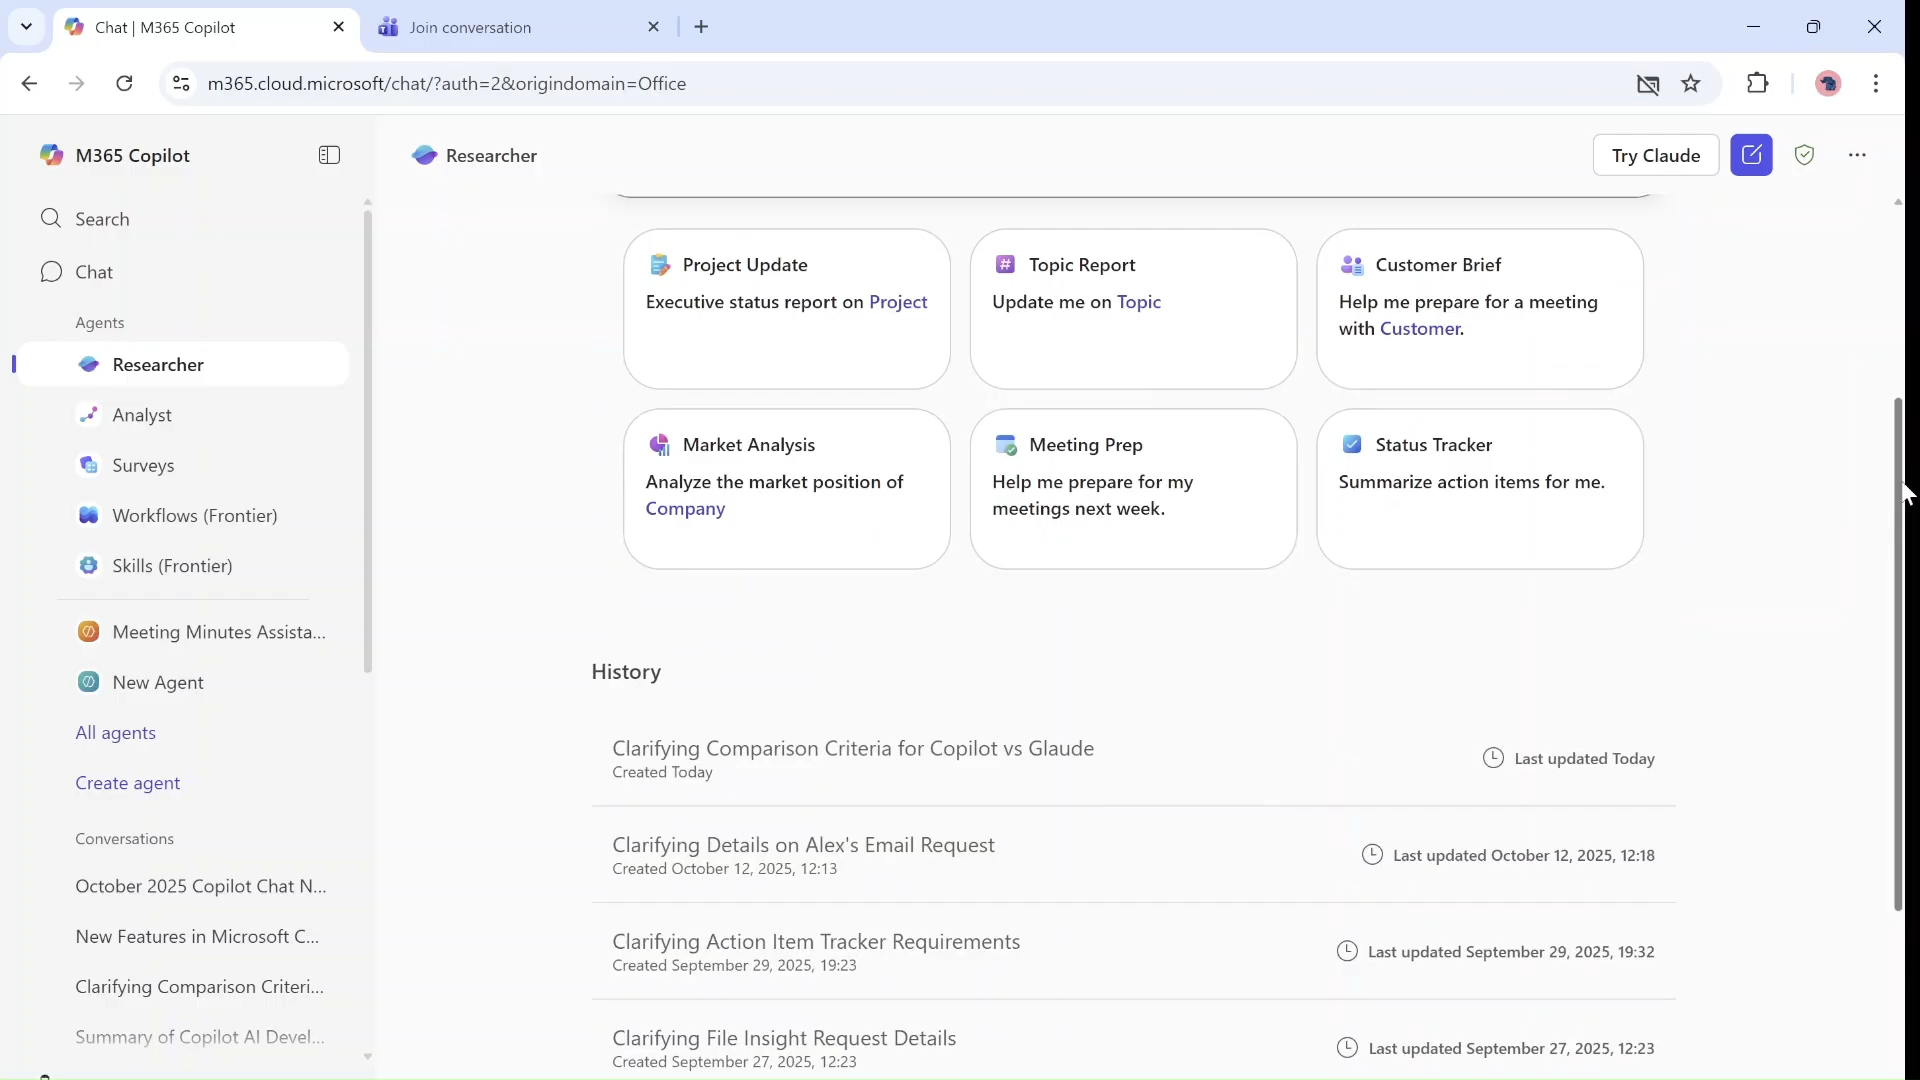 Chat | M365 Copilot
Join conversation
m365.cloud.microsoft/chat/?auth=2&origindomain=Office
M365 Copilot
Search
Chat
Agents
Researcher
Analyst
Surveys
Workflows (Frontier)
Skills (Frontier)
Meeting Minutes Assista...
New Agent
All agents
Create agent
Conversations
October 2025 Copilot Chat N...
New Features in Microsoft C...
Clarifying Comparison Criteri...
Summary of Copilot AI Devel...
Researcher
Try Claude
Project Update
Executive status report on Project
Topic Report
Update me on Topic
Customer Brief
Help me prepare for a meeting
with Customer.
Market Analysis
Analyze the market position of
Company
Meeting Prep
Help me prepare for my
meetings next week.
Status Tracker
Summarize action items for me.
History
Clarifying Comparison Criteria for Copilot vs Glaude
Created Today
Last updated Today
Clarifying Details on Alex's Email Request
Created October 12, 2025, 12:13
Last updated October 12, 2025, 12:18
Clarifying Action Item Tracker Requirements
Created September 29, 2025, 19:23
Last updated September 29, 2025, 19:32
Clarifying File Insight Request Details
Created September 27, 2025, 12:23
Last updated September 27, 2025, 12:23